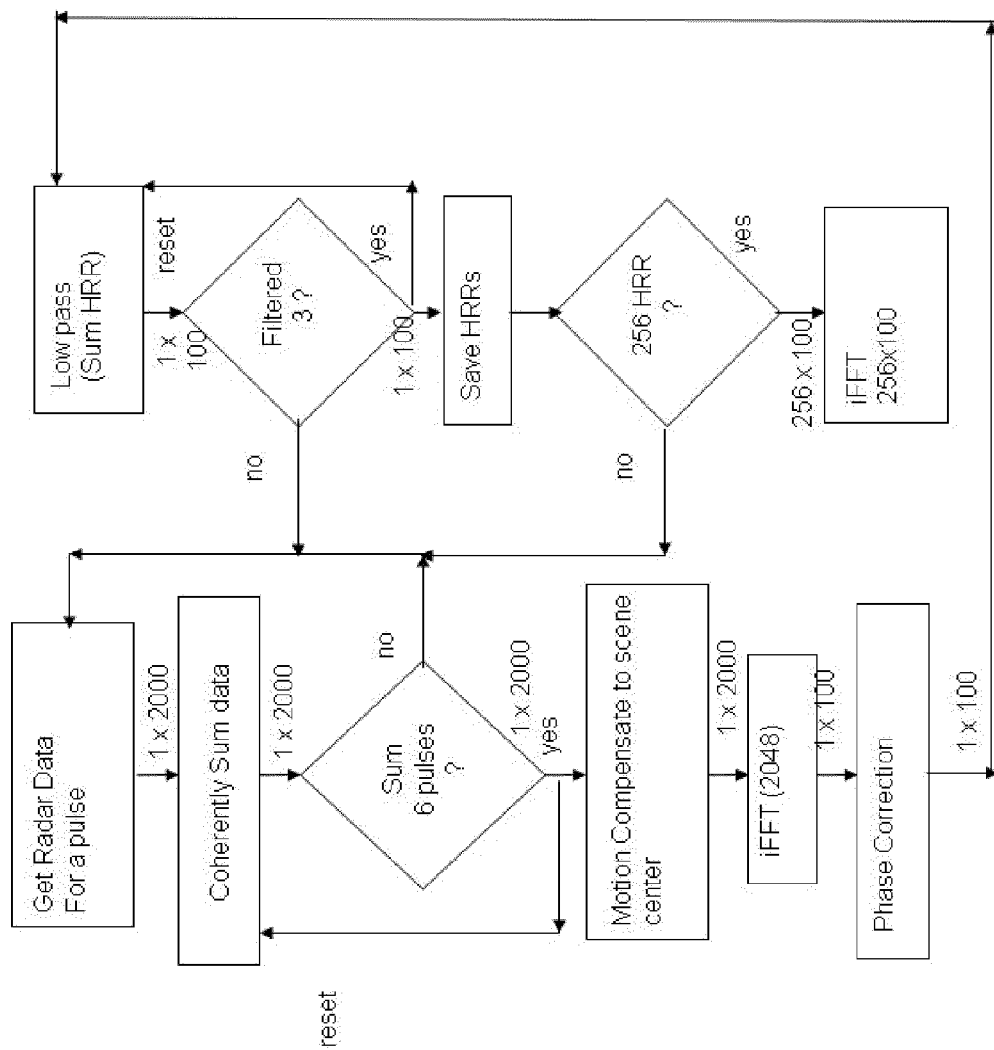 Get Radar Data
For a pulse
1 x 2000
Coherently Sum data
1 x 2000
Sum
6 pulses
?
no
1 x 2000
yes
reset
Motion Compensate to scene
center
1 x 2000
iFFT (2048)
1 x 100
Phase Correction
1 x 100
Low pass
(Sum HRR)
reset
1 x
100
Filtered
3 ?
no
yes
1 x 100
Save HRRs
256 HRR
?
no
yes
256 x 100
iFFT
256x100